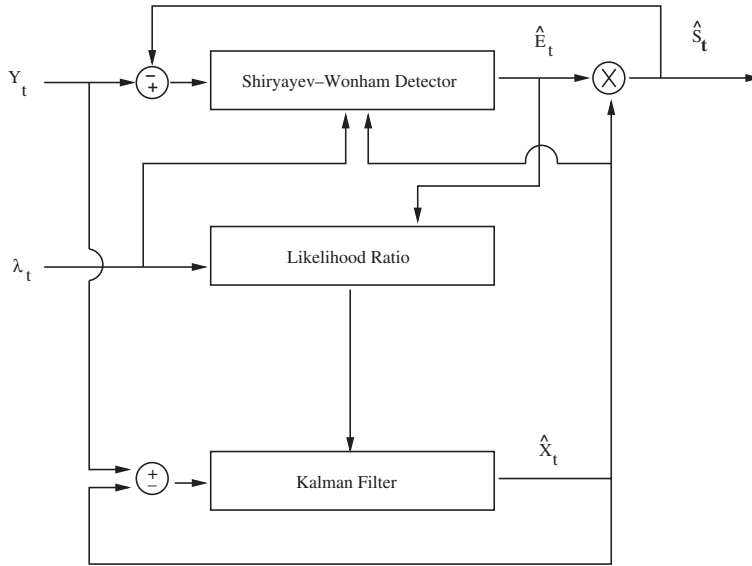 Ê_t
Ŝ_t
Y_t
−
+
Shiryayev–Wonham Detector
×
λ_t
Likelihood Ratio
X̂_t
+
−
Kalman Filter